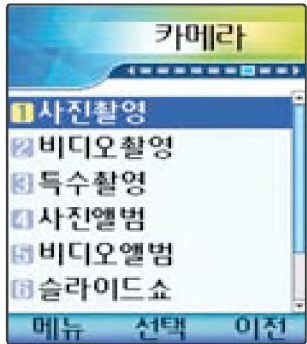 카메라
1 사진촬영
2 비디오촬영
3 특수촬영
4 사진앨범
5 비디오앨범
6 슬라이드쇼
메뉴 선택 이전